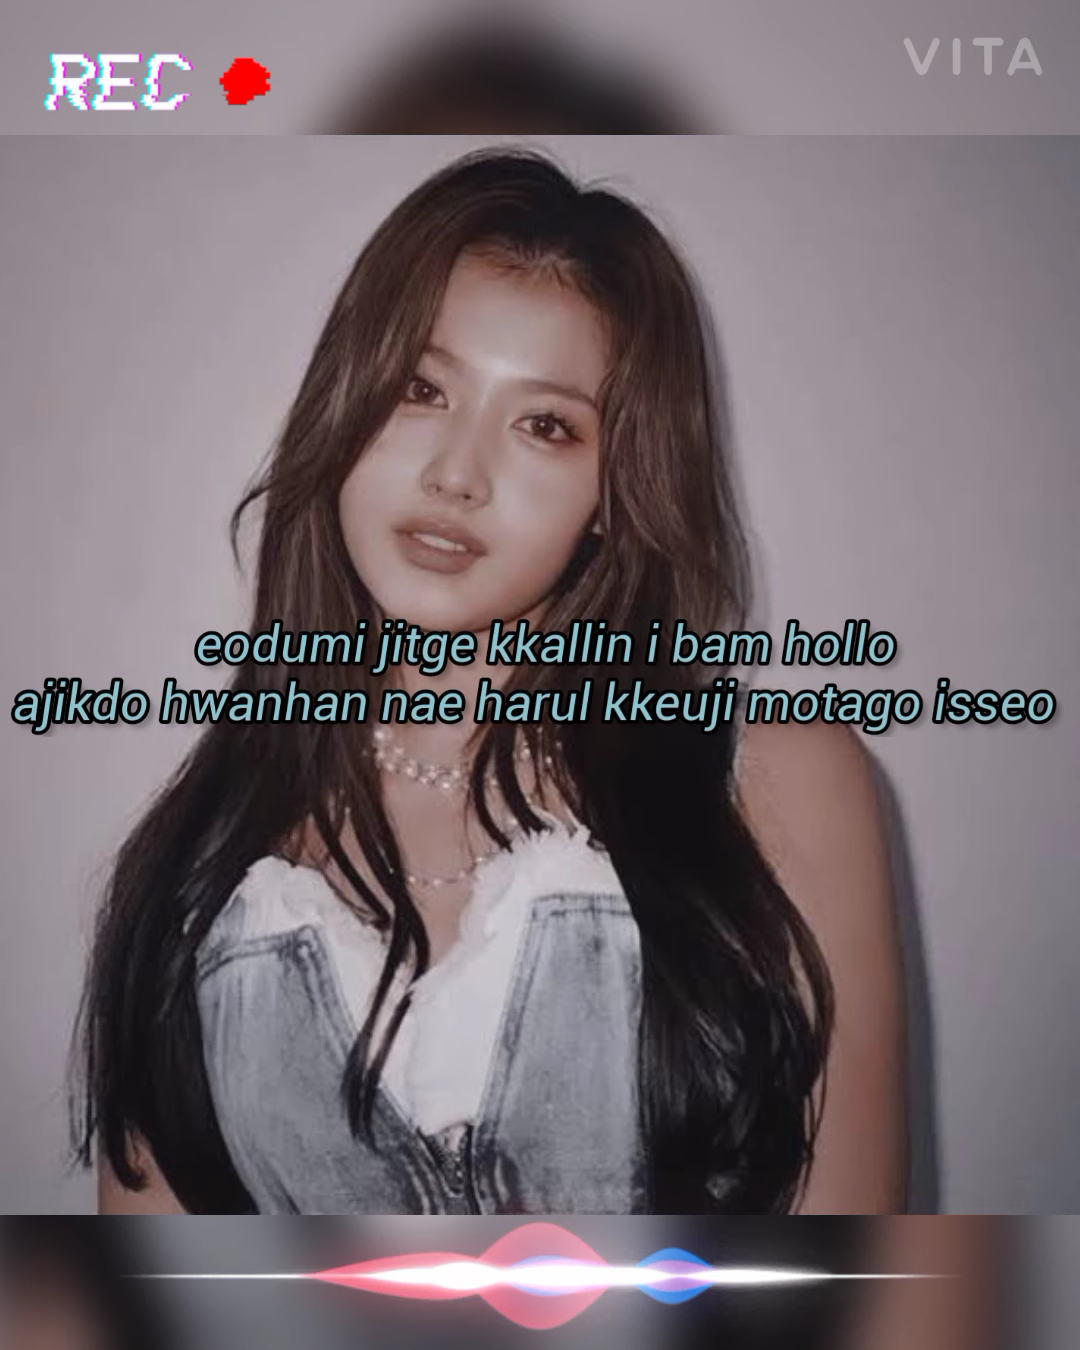 REC
VITA
eodumi jitge kkallin i bam hollo
ajikdo hwanhan nae harul kkeuji motago isseo